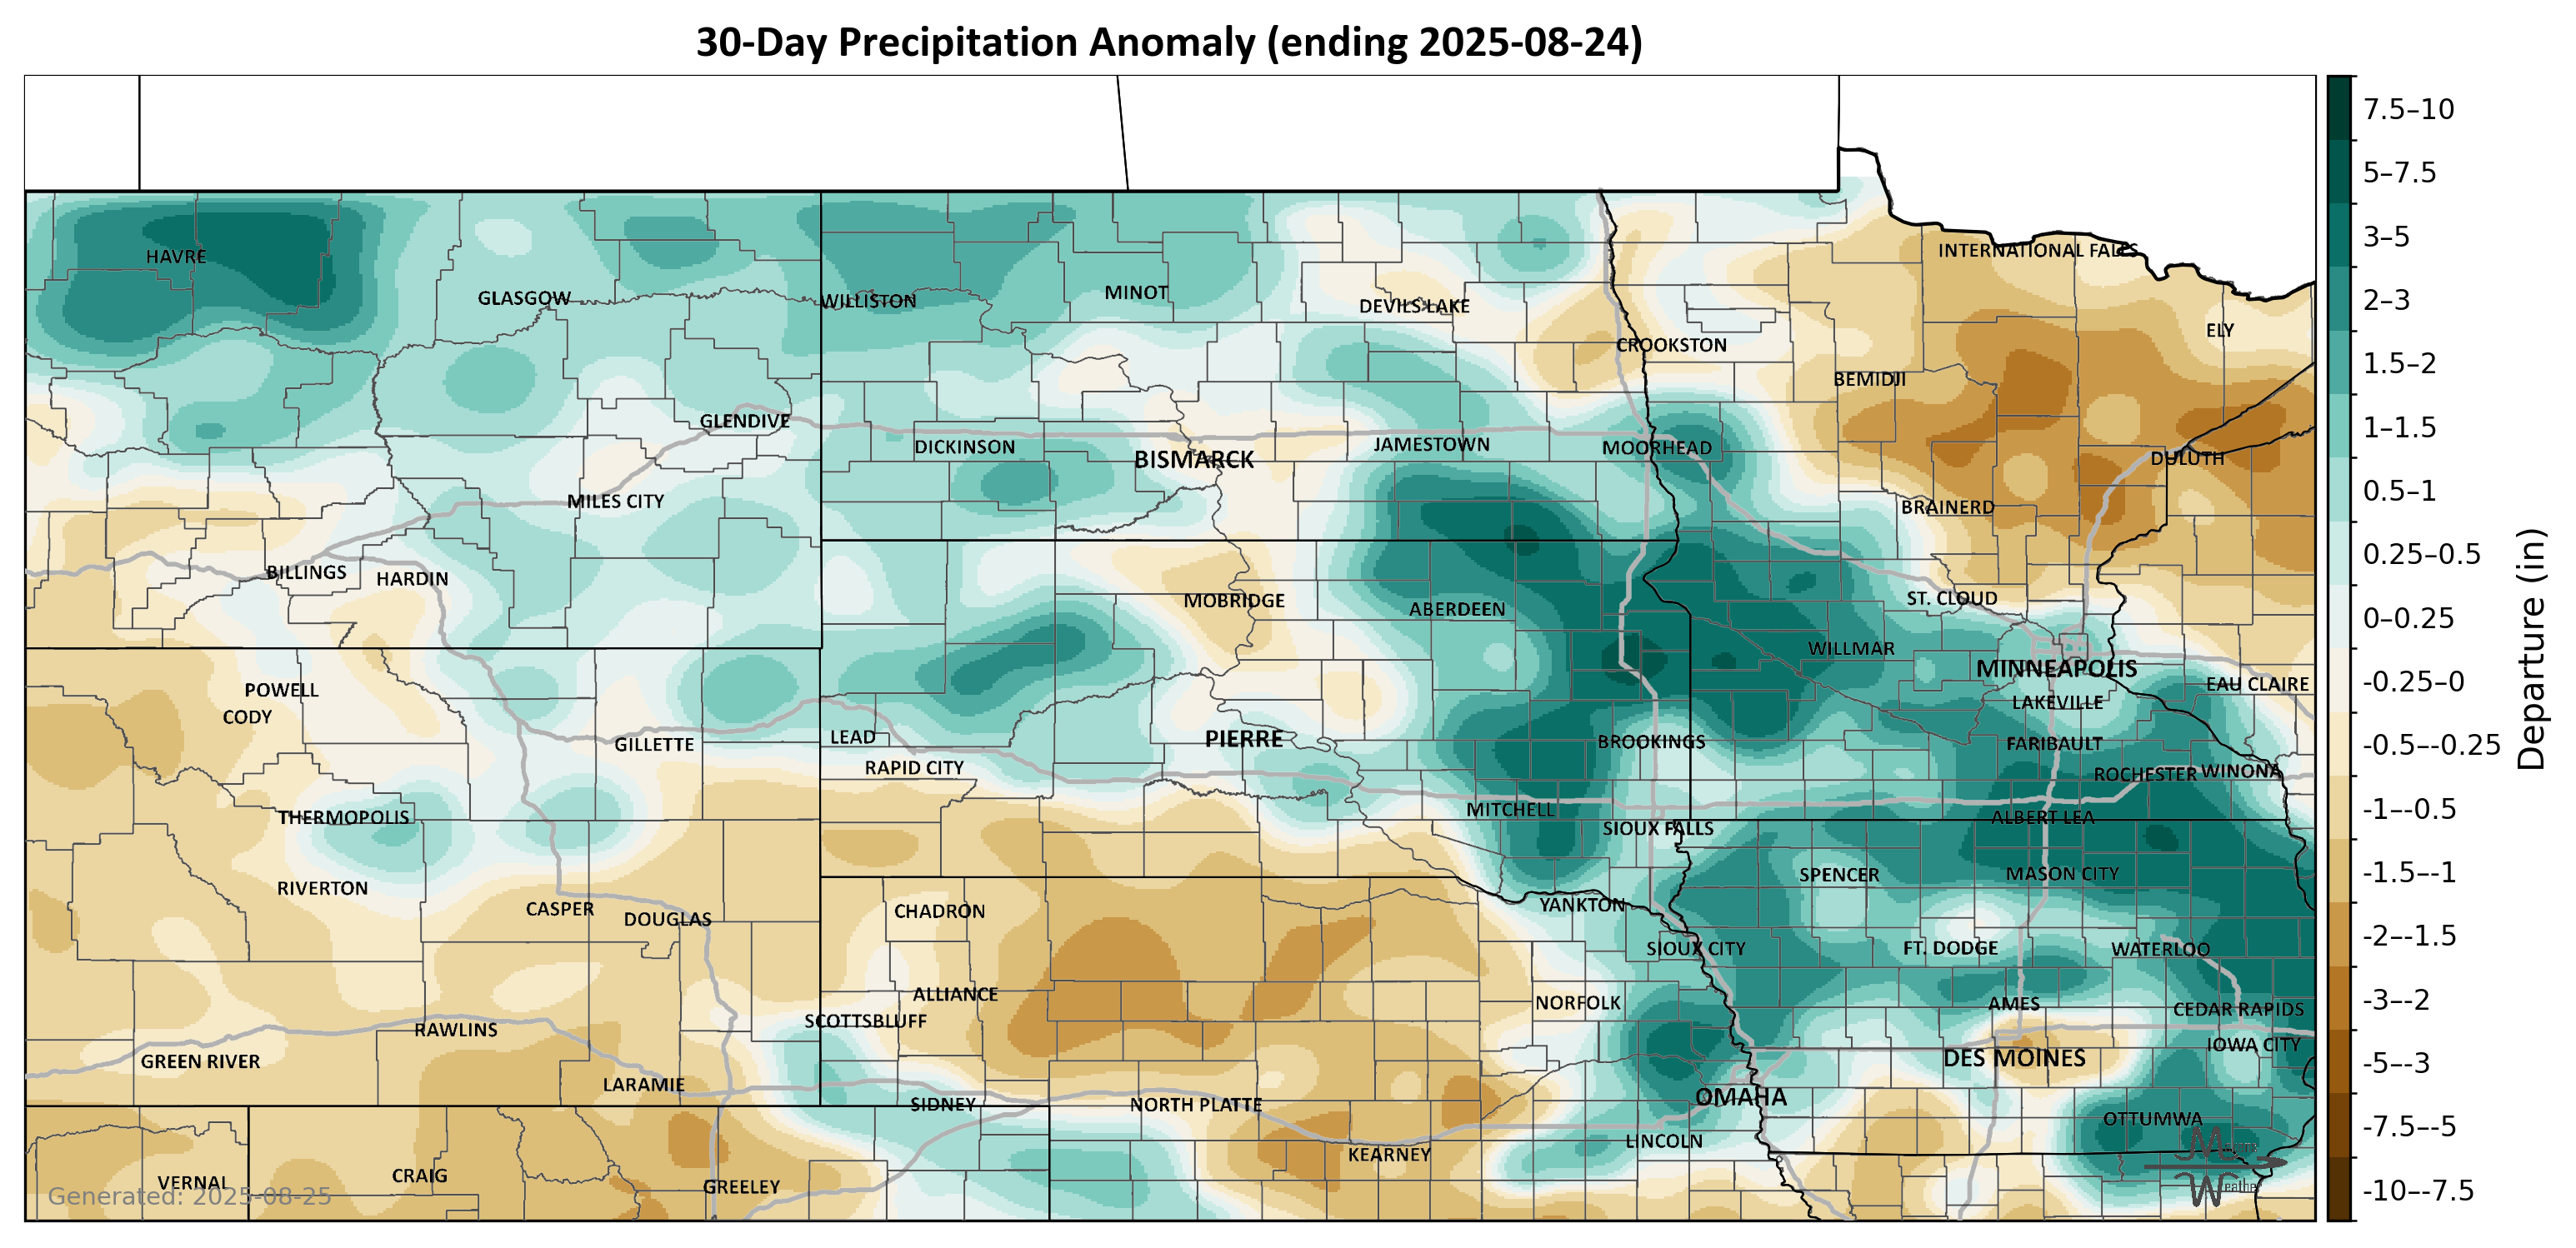 30-Day Precipitation Anomaly (ending 2025-08-24)
HAVRE
GLASGOW
WILLISTON
MINOT
DEVILS LAKE
CROOKSTON
INTERNATIONAL FALLS
ELY
BEMIDJI
GLENDIVE
DICKINSON
BISMARCK
JAMESTOWN
MOORHEAD
DULUTH
MILES CITY
BRAINERD
BILLINGS
HARDIN
MOBRIDGE
ABERDEEN
ST. CLOUD
WILLMAR
MINNEAPOLIS
EAU CLAIRE
POWELL
CODY
LAKEVILLE
GILLETTE
LEAD
PIERRE
BROOKINGS
FARIBAULT
RAPID CITY
ROCHESTER
WINONA
THERMOPOLIS
MITCHELL
SIOUX FALLS
ALBERT LEA
RIVERTON
SPENCER
MASON CITY
CASPER
DOUGLAS
CHADRON
YANKTON
SIOUX CITY
FT. DODGE
WATERLOO
ALLIANCE
NORFOLK
AMES
CEDAR RAPIDS
SCOTTSBLUFF
RAWLINS
GREEN RIVER
DES MOINES
IOWA CITY
LARAMIE
SIDNEY
NORTH PLATTE
OMAHA
OTTUMWA
LINCOLN
KEARNEY
VERNAL
CRAIG
GREELEY
Generated: 2025-08-25
7.5–10
5–7.5
3–5
2–3
1.5–2
1–1.5
0.5–1
0.25–0.5
0–0.25
-0.25–0
-0.5–-0.25
-1–-0.5
-1.5–-1
-2–-1.5
-3–-2
-5–-3
-7.5–-5
-10–-7.5
Departure (in)